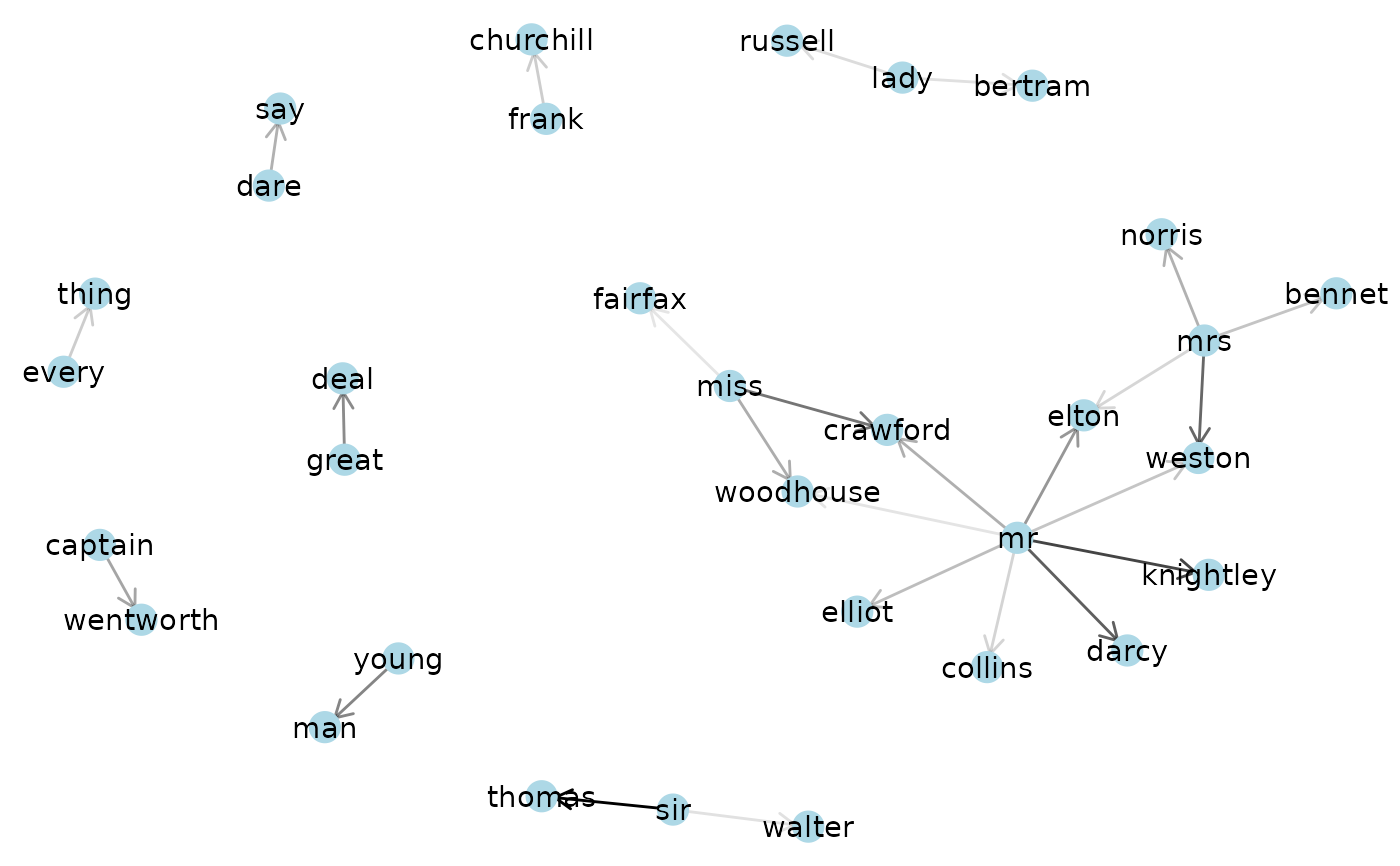 churchill
russell
lady
bertram
say
frank
dare
norris
thing
fairfax
bennet
mrs
every
deal
miss
elton
crawford
great
weston
woodhouse
captain
mr
knightley
wentworth
elliot
young
collins
darcy
man
thomas
sir
walter